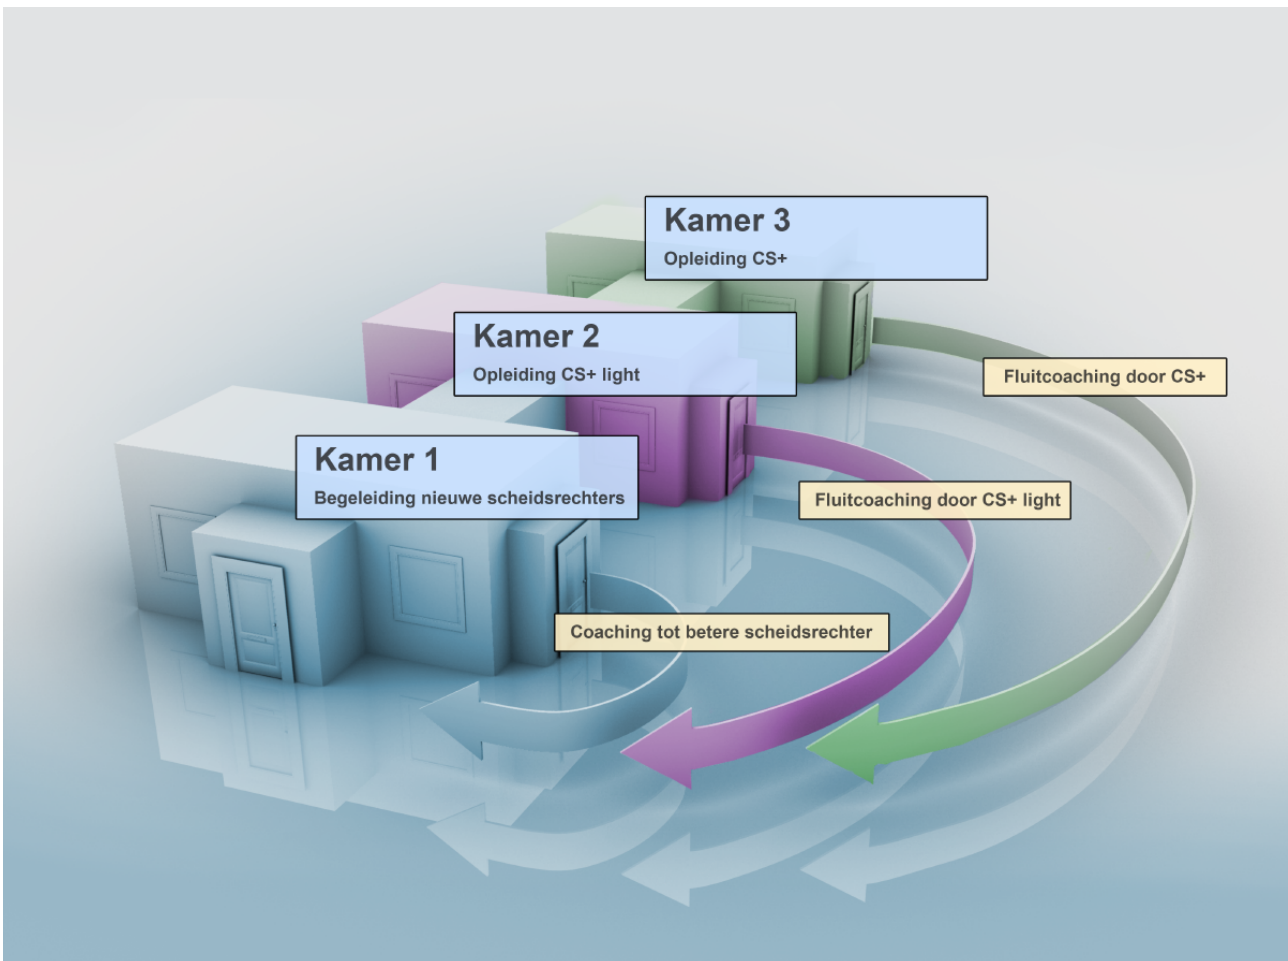 Kamer 3
Opleiding CS+
Kamer 2
Opleiding CS+ light
Fluitcoaching door CS+
Kamer 1
Begeleiding nieuwe scheidsrechters
Fluitcoaching door CS+ light
Coaching tot betere scheidsrechter